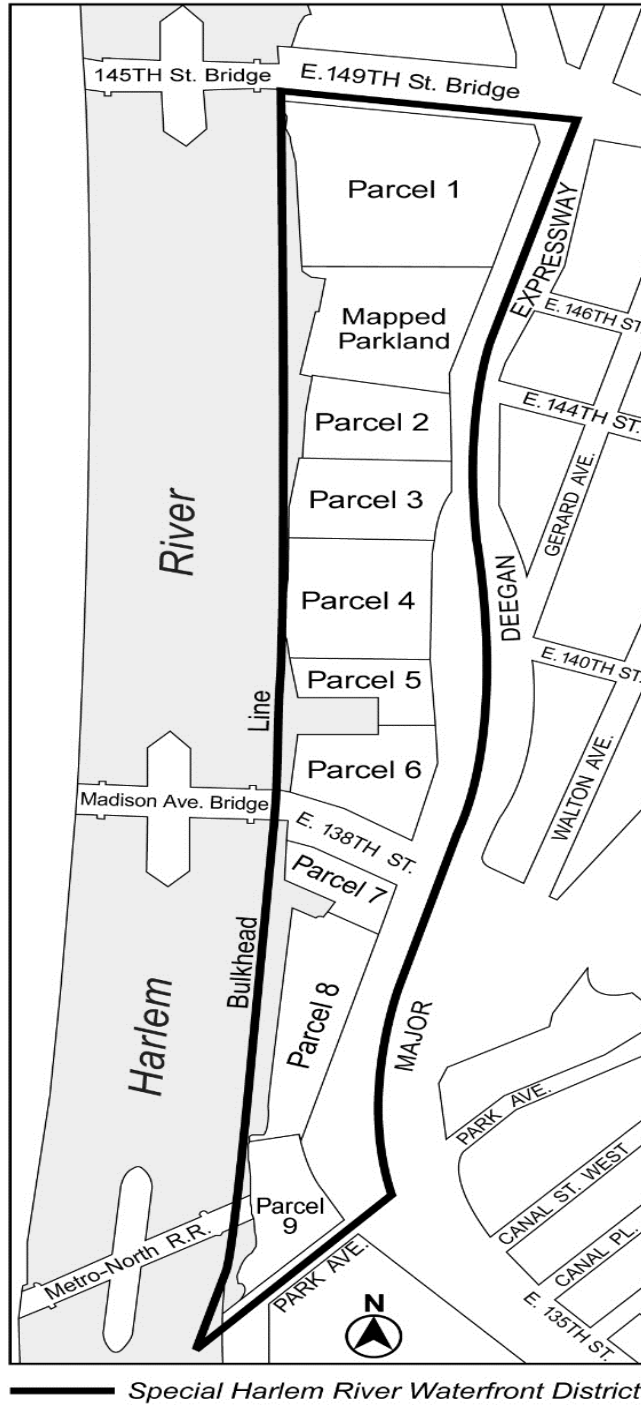 145TH St. Bridge
E. 149TH St. Bridge
Parcel 1
EXPRESSWAY
E. 146TH ST.
Mapped
Parkland
E. 144TH ST.
Parcel 2
GERARD AVE.
Parcel 3
River
DEEGAN
Parcel 4
E. 140TH ST.
Parcel 5
Line
Parcel 6
WALTON AVE.
Madison Ave. Bridge
E. 138TH ST.
Parcel 7
Bulkhead
Parcel 8
Harlem
MAJOR
PARK AVE.
CANAL ST. WEST
Parcel
9
CANAL PL.
Metro-North R.R.
PARK AVE.
E. 135TH ST.
N
Special Harlem River Waterfront District